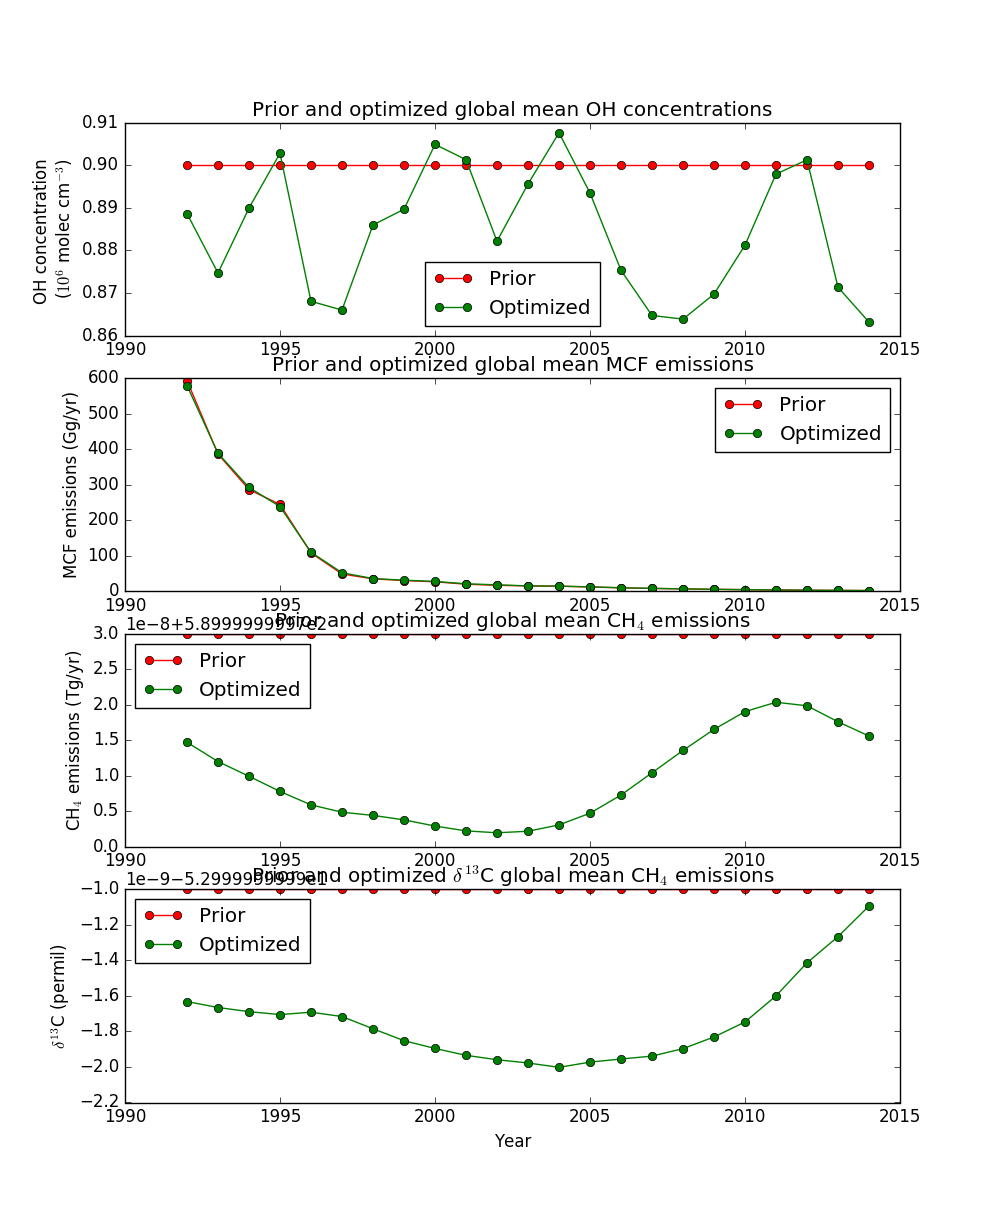 Prior and optimized global mean OH concentrations
OH concentration
(10⁶ molec cm⁻³)
0.91
0.90
0.89
0.88
0.87
0.86
Prior
Optimized
1990 1995 2000 2005 2010 2015
Prior and optimized global mean MCF emissions
MCF emissions (Gg/yr)
600
500
400
300
200
100
0
Prior
Optimized
1990 1995 2000 2005 2010 2015
1e−8+5.8999999997e2
Prior and optimized global mean CH₄ emissions
CH₄ emissions (Tg/yr)
3.0
2.5
2.0
1.5
1.0
0.5
0.0
Prior
Optimized
1990 1995 2000 2005 2010 2015
Prior and optimized δ¹³C global mean CH₄ emissions
δ¹³C (permil)
−1.0
−1.2
−1.4
−1.6
−1.8
−2.0
−2.2
Prior
Optimized
1990 1995 2000 2005 2010 2015
Year